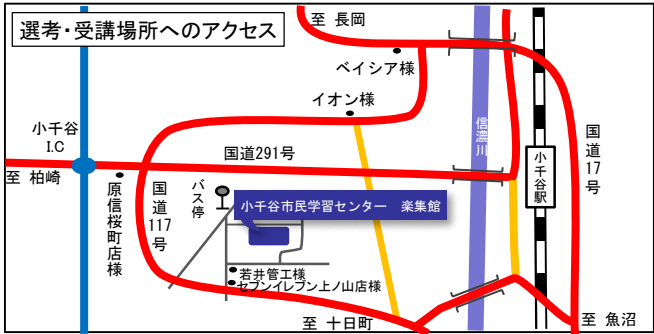 選考・受講場所へのアクセス
至 長岡
ベイシア様
イオン様
小千谷
I.C
国道291号
信濃川
小千谷駅
国道17号
至 柏崎
原信桜町店様
国道117号
バス停
小千谷市民学習センター 楽集館
若井管工様
セブンイレブン上ノ山店様
至 十日町
至 魚沼